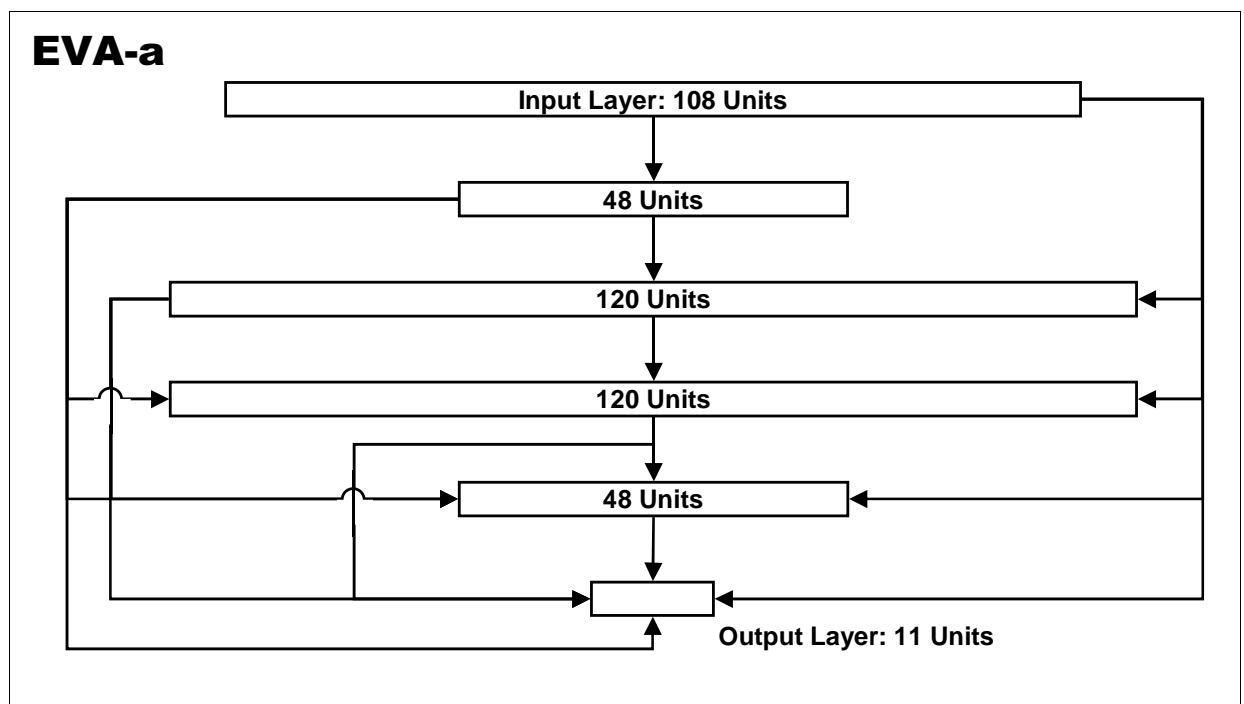 EVA-a
Input Layer: 108 Units
48 Units
120 Units
120 Units
48 Units
Output Layer: 11 Units